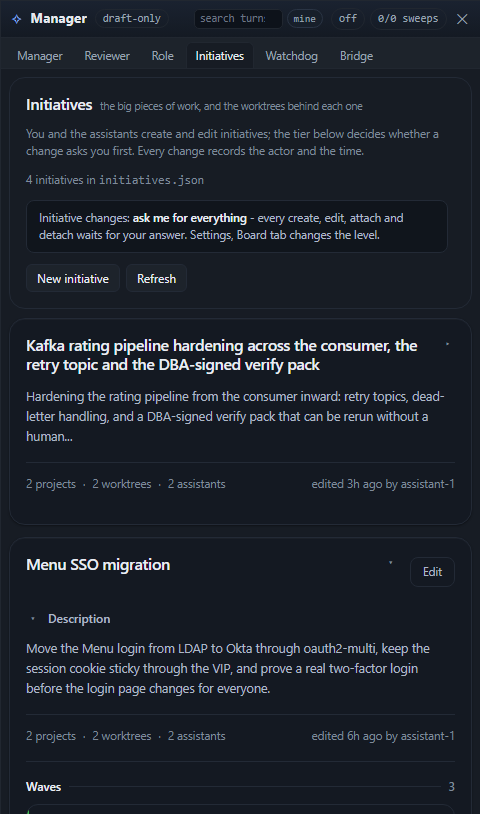 Manager draft-only search turn mine off 0/0 sweeps
Manager Reviewer Role Initiatives Watchdog Bridge
Initiatives the big pieces of work, and the worktrees behind each one
You and the assistants create and edit initiatives; the tier below decides whether a
change asks you first. Every change records the actor and the time.
4 initiatives in initiatives.json
Initiative changes: ask me for everything - every create, edit, attach and
detach waits for your answer. Settings, Board tab changes the level.
New initiative Refresh
Kafka rating pipeline hardening across the consumer, the
retry topic and the DBA-signed verify pack
Hardening the rating pipeline from the consumer inward: retry topics, dead-
letter handling, and a DBA-signed verify pack that can be rerun without a
human...
2 projects · 2 worktrees · 2 assistants edited 3h ago by assistant-1
Menu SSO migration Edit
Description
Move the Menu login from LDAP to Okta through oauth2-multi, keep the
session cookie sticky through the VIP, and prove a real two-factor login
before the login page changes for everyone.
2 projects · 2 worktrees · 2 assistants edited 6h ago by assistant-1
Waves 3